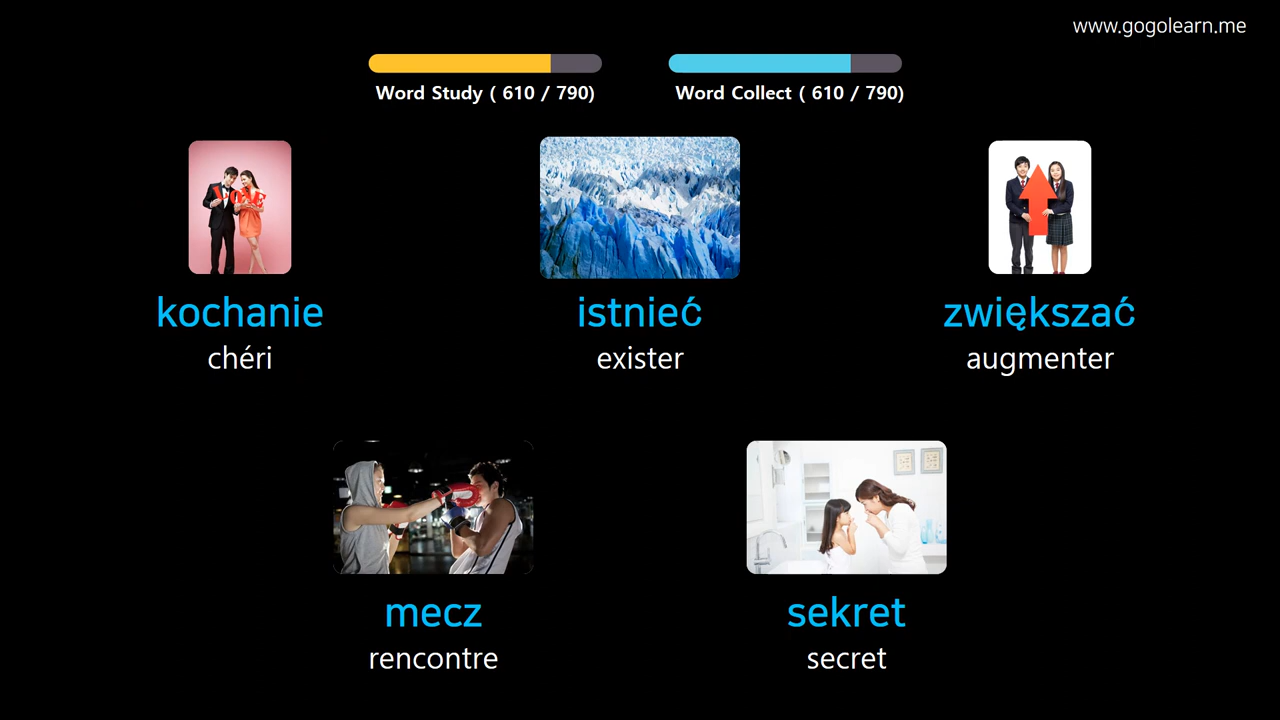 www.gogolearn.me
Word Study ( 610 / 790)
Word Collect ( 610 / 790)
LOVE
kochanie
istnieć
zwiększać
chéri
exister
augmenter
mecz
sekret
rencontre
secret